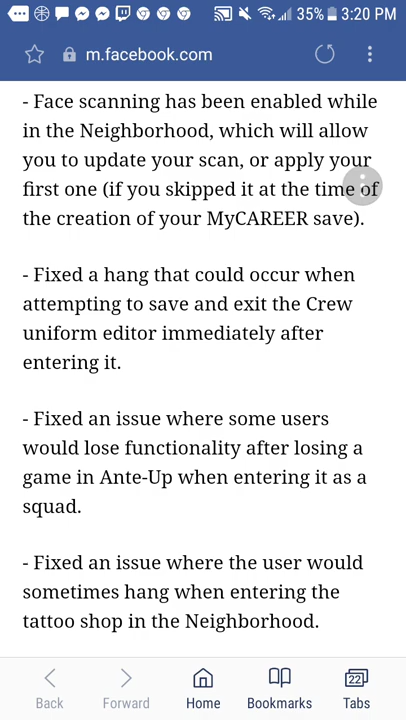 35% 3:20 PM
m.facebook.com
- Face scanning has been enabled while
in the Neighborhood, which will allow
you to update your scan, or apply your
first one (if you skipped it at the time of
the creation of your MyCAREER save).
- Fixed a hang that could occur when
attempting to save and exit the Crew
uniform editor immediately after
entering it.
- Fixed an issue where some users
would lose functionality after losing a
game in Ante-Up when entering it as a
squad.
- Fixed an issue where the user would
sometimes hang when entering the
tattoo shop in the Neighborhood.
Back Forward Home Bookmarks 22 Tabs